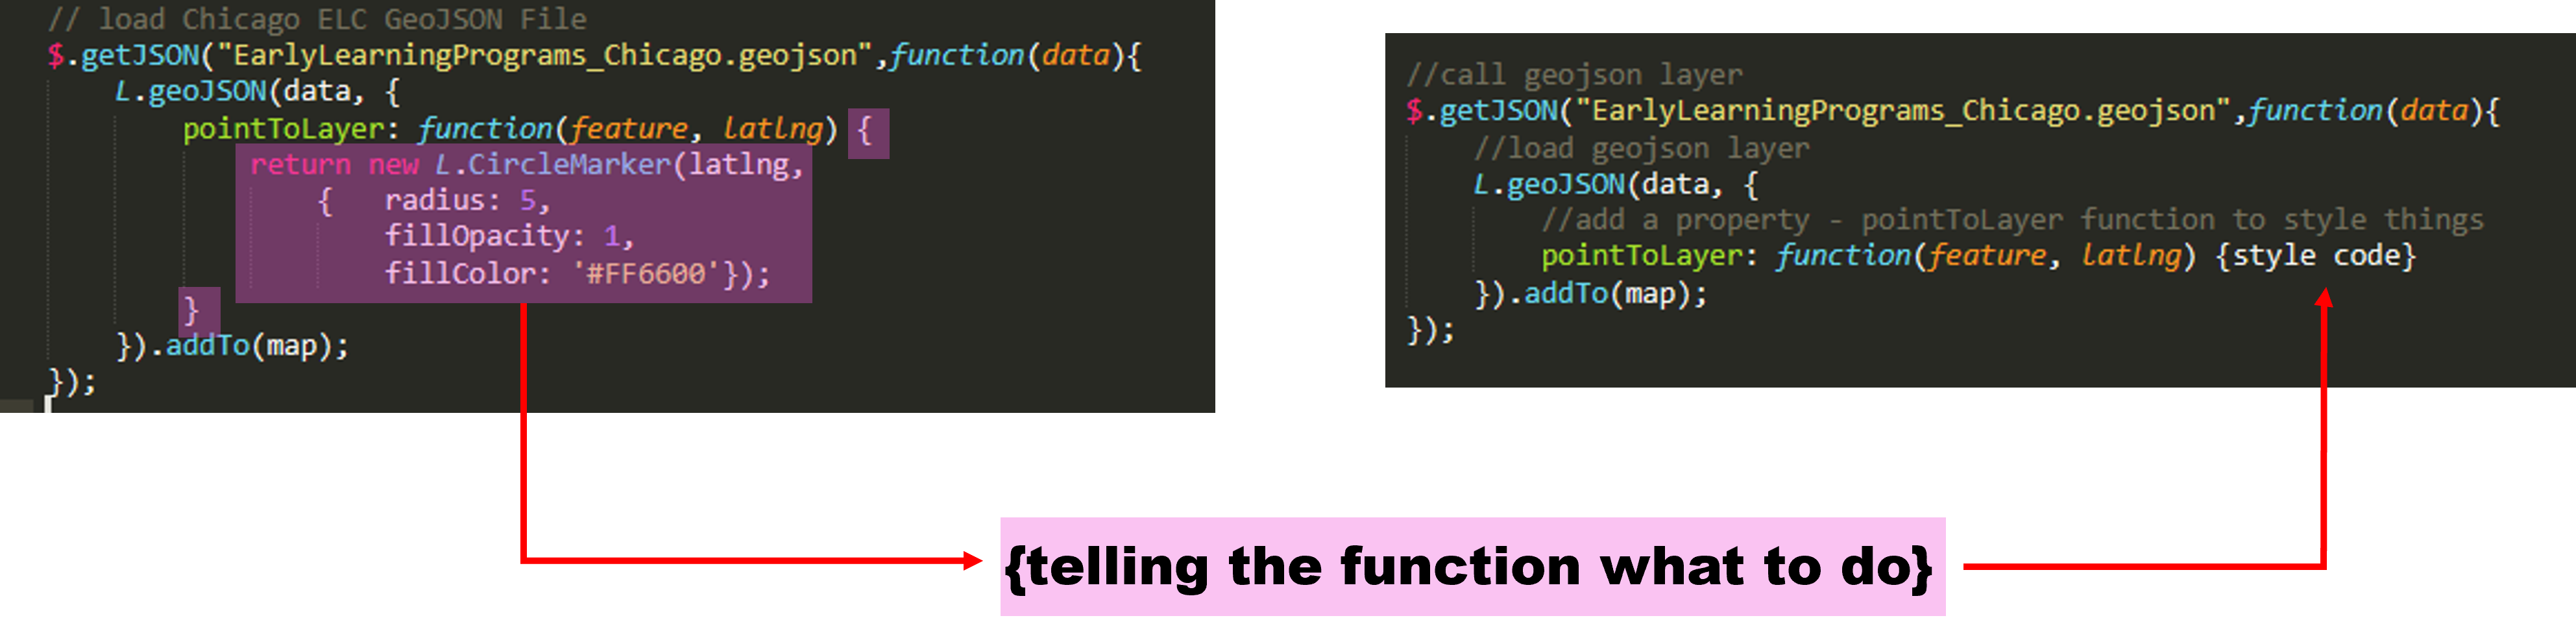 // load Chicago ELC GeoJSON File
$.getJSON("EarlyLearningPrograms_Chicago.geojson",function(data){
L.geoJSON(data, {
pointToLayer: function(feature, latlng) {
return new L.CircleMarker(latlng,
{ radius: 5,
fillOpacity: 1,
fillColor: '#FF6600'});
}
}).addTo(map);
});
//call geojson layer
$.getJSON("EarlyLearningPrograms_Chicago.geojson",function(data){
//load geojson layer
L.geoJSON(data, {
//add a property - pointToLayer function to style things
pointToLayer: function(feature, latlng) {style code}
}).addTo(map);
});
{telling the function what to do}